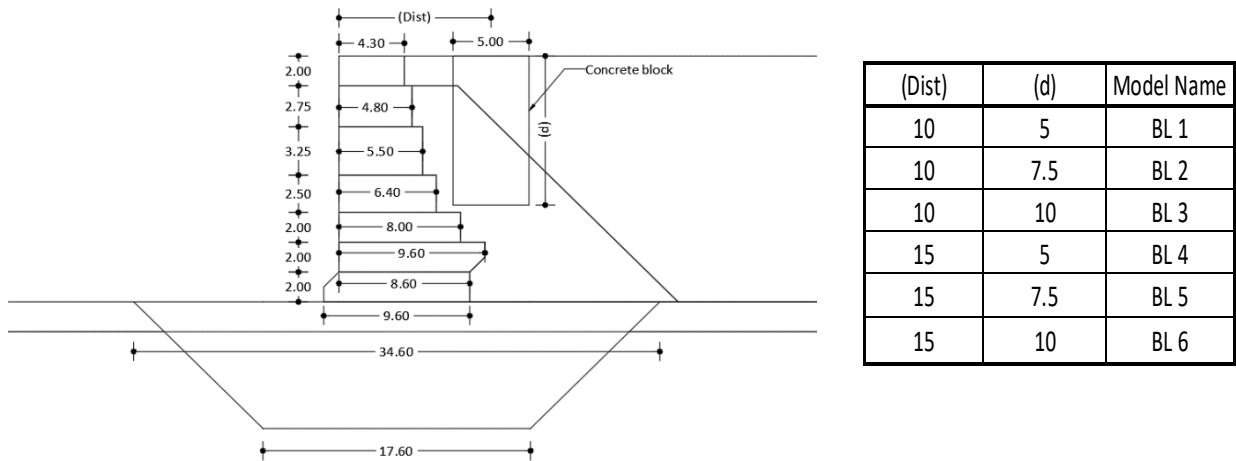 (Dist)
4.30
5.00
2.00
Concrete block
2.75
4.80
(d)
3.25
5.50
2.50
6.40
2.00
8.00
2.00
9.60
2.00
8.60
9.60
34.60
17.60
(Dist) (d) Model Name
10 5 BL 1
10 7.5 BL 2
10 10 BL 3
15 5 BL 4
15 7.5 BL 5
15 10 BL 6